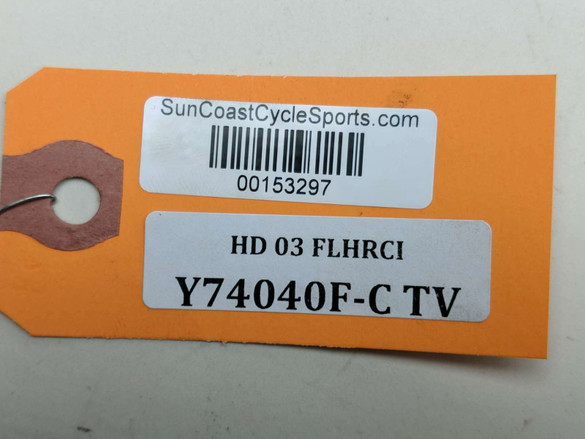 SunCoastCycleSports.com
00153297
HD 03 FLHRCI
Y74040F-C TV